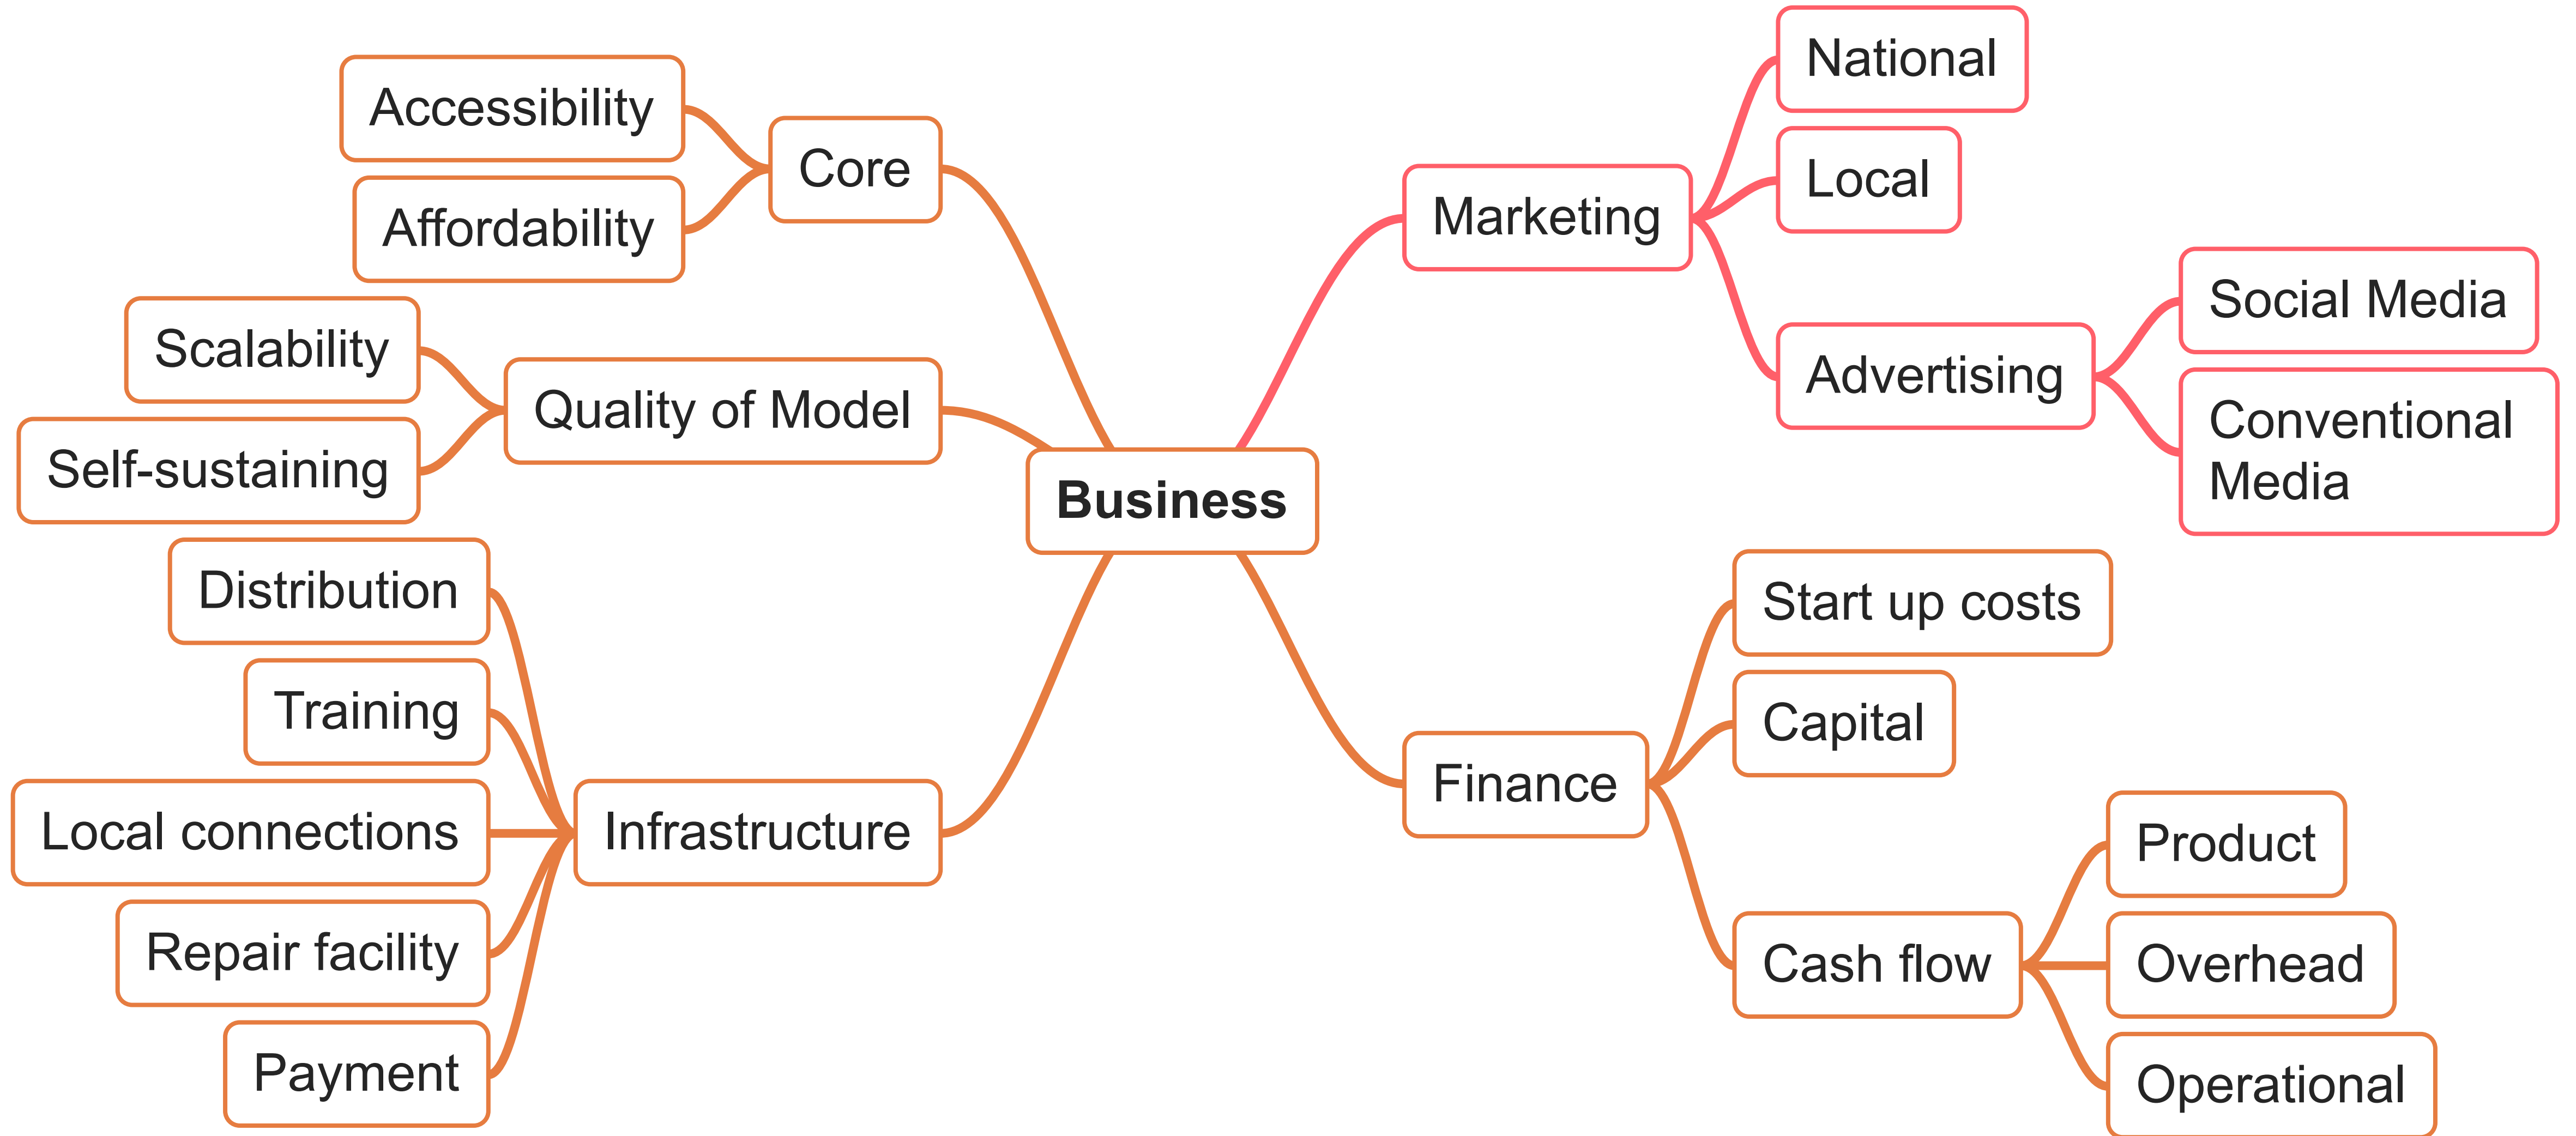 Business
Core
Accessibility
Affordability
Quality of Model
Scalability
Self-sustaining
Infrastructure
Distribution
Training
Local connections
Repair facility
Payment
Marketing
National
Local
Advertising
Social Media
Conventional
Media
Finance
Start up costs
Capital
Cash flow
Product
Overhead
Operational